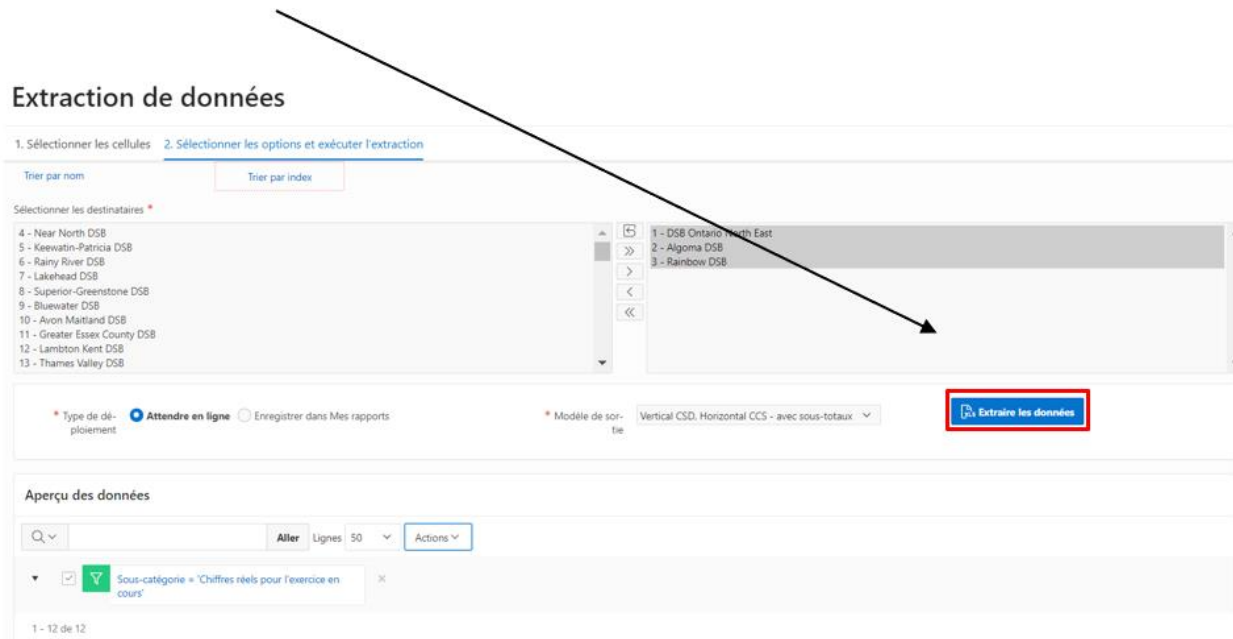 Extraction de données
1. Sélectionner les cellules 2. Sélectionner les options et exécuter l'extraction
Trier par nom Trier par index
Sélectionner les destinataires *
4 - Near North DSB
5 - Keewatin-Patricia DSB
6 - Rainy River DSB
7 - Lakehead DSB
8 - Superior-Greenstone DSB
9 - Bluewater DSB
10 - Avon Maitland DSB
11 - Greater Essex County DSB
12 - Lambton Kent DSB
13 - Thames Valley DSB
1 - DSB Ontario North East
2 - Algoma DSB
3 - Rainbow DSB
* Type de dé-
ploiement
Attendre en ligne Enregistrer dans Mes rapports
* Modèle de sor-
tie
Vertical CSD, Horizontal CCS - avec sous-totaux
Extraire les données
Aperçu des données
Aller Lignes 50 Actions
Sous-catégorie = 'Chiffres réels pour l'exercice en
cours'
1 - 12 de 12